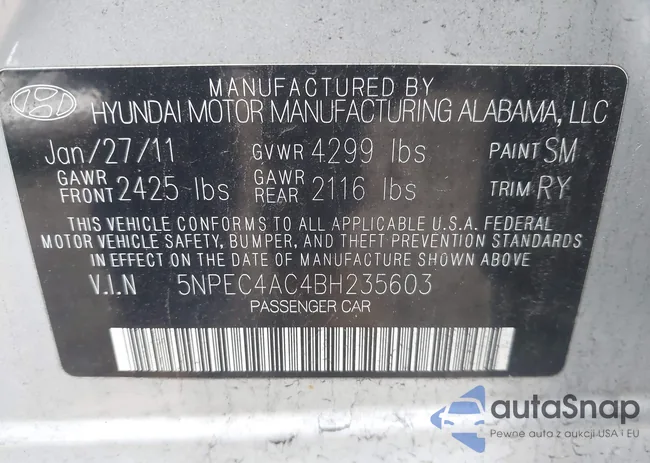 MANUFACTURED BY
HYUNDAI MOTOR MANUFACTURING ALABAMA, LLC
Jan/27/11 GVWR 4299 lbs PAINT SM
GAWR FRONT 2425 lbs GAWR REAR 2116 lbs TRIM RY
THIS VEHICLE CONFORMS TO ALL APPLICABLE U.S.A. FEDERAL
MOTOR VEHICLE SAFETY, BUMPER, AND THEFT PREVENTION STANDARDS
IN EFFECT ON THE DATE OF MANUFACTURE SHOWN ABOVE.
V.I.N 5NPEC4AC4BH235603
PASSENGER CAR
autoSnap
Pewne auta z aukcji USA i EU